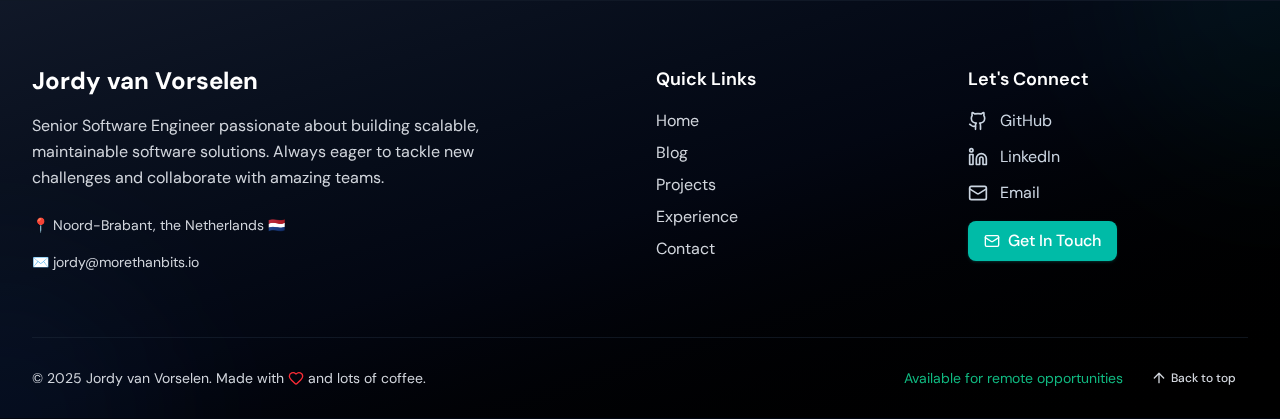 Jordy van Vorselen
Senior Software Engineer passionate about building scalable,
maintainable software solutions. Always eager to tackle new
challenges and collaborate with amazing teams.
📍 Noord-Brabant, the Netherlands 🇳🇱
✉️ jordy@morethanbits.io
Quick Links
Home
Blog
Projects
Experience
Contact
Let's Connect
GitHub
LinkedIn
Email
Get In Touch
© 2025 Jordy van Vorselen. Made with ♡ and lots of coffee.
Available for remote opportunities
↑ Back to top